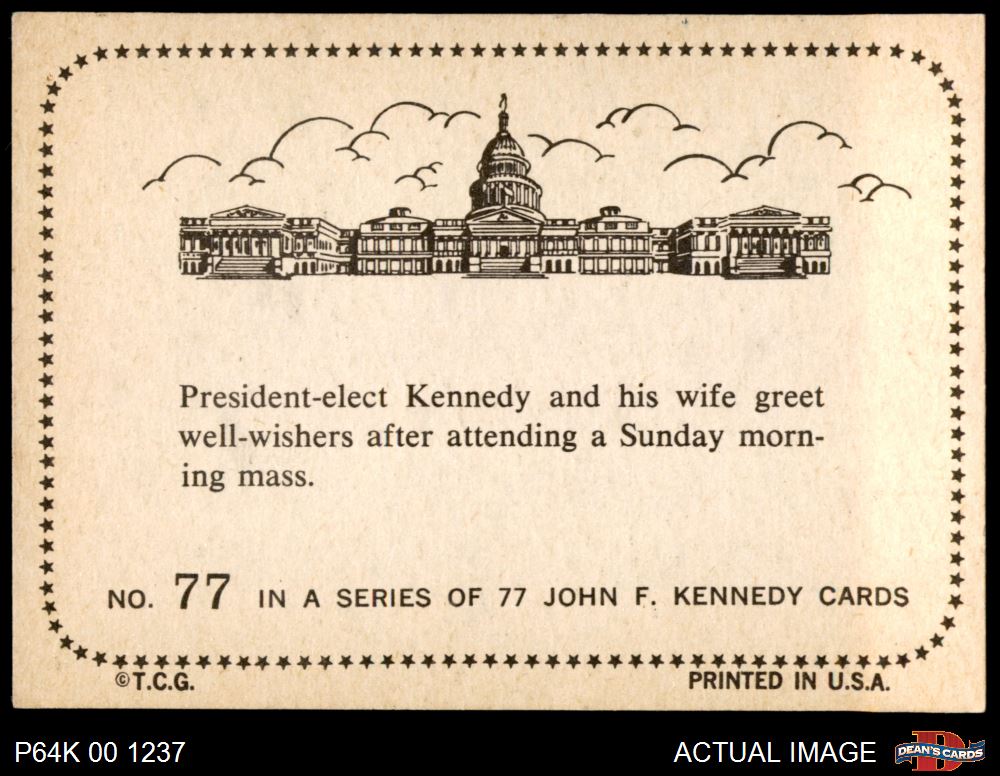 President-elect Kennedy and his wife greet
well-wishers after attending a Sunday morn-
ing mass.
NO. 77 IN A SERIES OF 77 JOHN F. KENNEDY CARDS
©T.C.G.
PRINTED IN U.S.A.
P64K 00 1237
ACTUAL IMAGE
DEAN'S CARDS